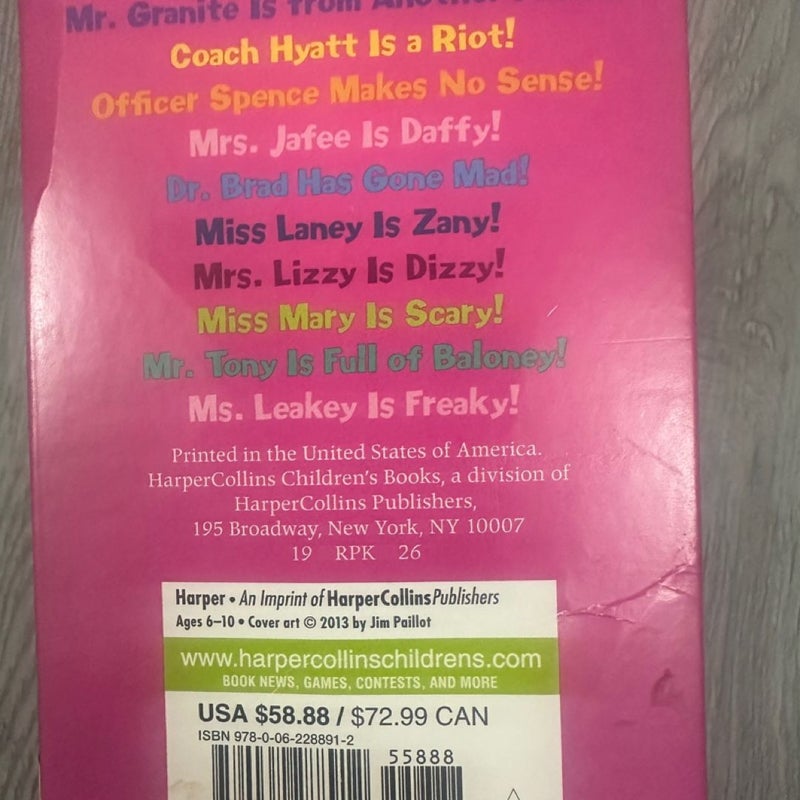 Mr. Granite Is from Another
Coach Hyatt Is a Riot!
Officer Spence Makes No Sense!
Mrs. Jafee Is Daffy!
Dr. Brad Has Gone Mad!
Miss Laney Is Zany!
Mrs. Lizzy Is Dizzy!
Miss Mary Is Scary!
Mr. Tony Is Full of Baloney!
Ms. Leakey Is Freaky!
Printed in the United States of America.
HarperCollins Children's Books, a division of
HarperCollins Publishers,
195 Broadway, New York, NY 10007
19 RPK 26
Harper • An Imprint of HarperCollinsPublishers
Ages 6–10 • Cover art © 2013 by Jim Paillot
www.harpercollinschildrens.com
BOOK NEWS, GAMES, CONTESTS, AND MORE
USA $58.88 / $72.99 CAN
ISBN 978-0-06-228891-2
55888